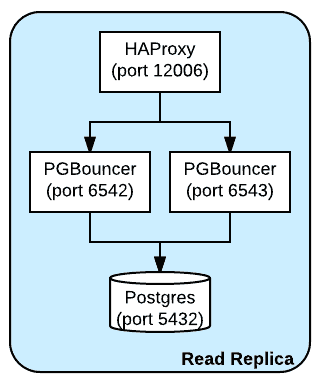 HAProxy
(port 12006)
PGBouncer
(port 6542)
PGBouncer
(port 6543)
Postgres
(port 5432)
Read Replica